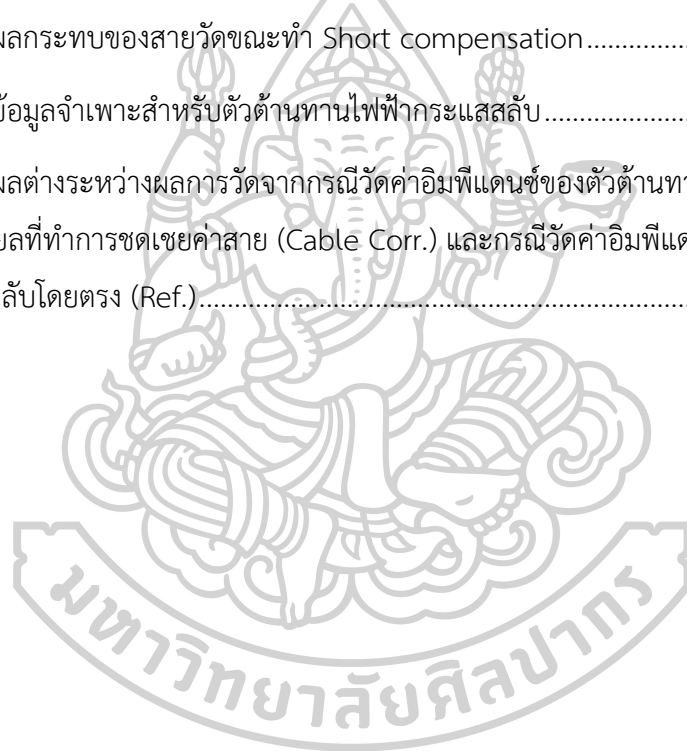 ผลกระทบของสายวัดขณะทำ Short compensation...............
ข้อมูลจำเพาะสำหรับตัวต้านทานไฟฟ้ากระแสสลับ.....................
ผลต่างระหว่างผลการวัดจากกรณีวัดค่าอิมพีแดนซ์ของตัวต้านทา
ยลที่ทำการชดเชยค่าสาย (Cable Corr.) และกรณีวัดค่าอิมพีแด
ลับโดยตรง (Ref.)......................................................................
มหาวิทยาลัยศิลปากร